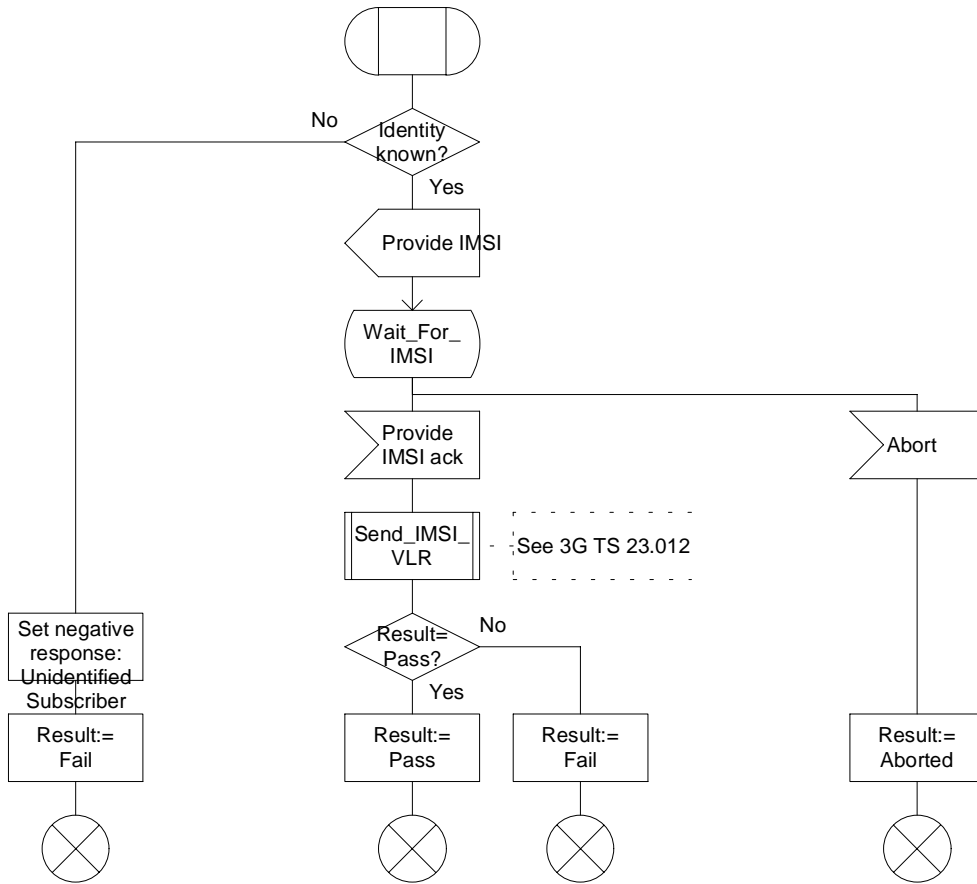 No
Identity
known?
Yes
Provide IMSI
Wait_For_
IMSI
Provide
IMSI ack
Abort
Send_IMSI_
VLR
See 3G TS 23.012
Set negative
response:
Unidentified
Subscriber
Result=
Pass?
No
Yes
Result:=
Fail
Result:=
Pass
Result:=
Fail
Result:=
Aborted